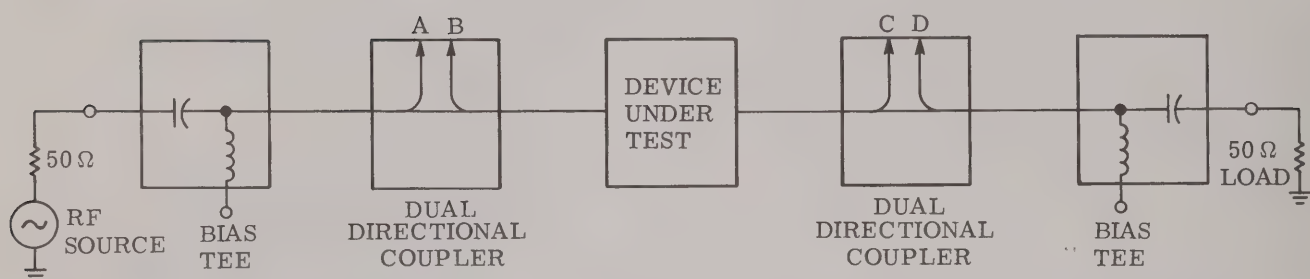 A B
C D
50 Ω
RF
SOURCE
BIAS
TEE
DUAL
DIRECTIONAL
COUPLER
DEVICE
UNDER
TEST
DUAL
DIRECTIONAL
COUPLER
BIAS
TEE
50 Ω
LOAD